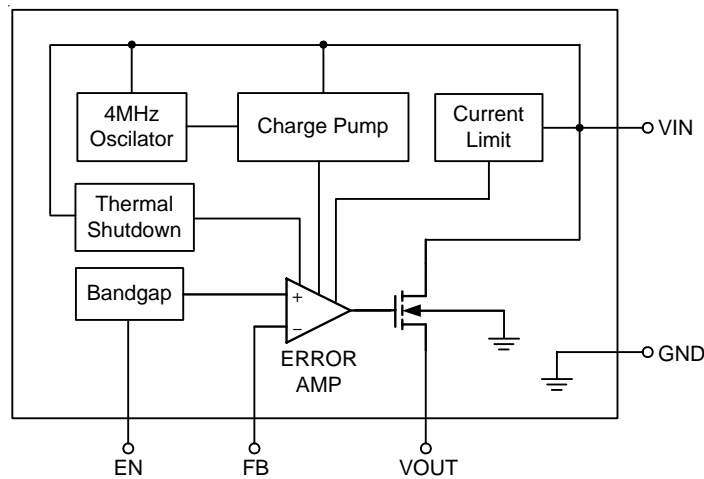 4MHz
Oscilator
Charge Pump
Current
Limit
VIN
Thermal
Shutdown
Bandgap
+
−
ERROR
AMP
GND
EN
FB
VOUT